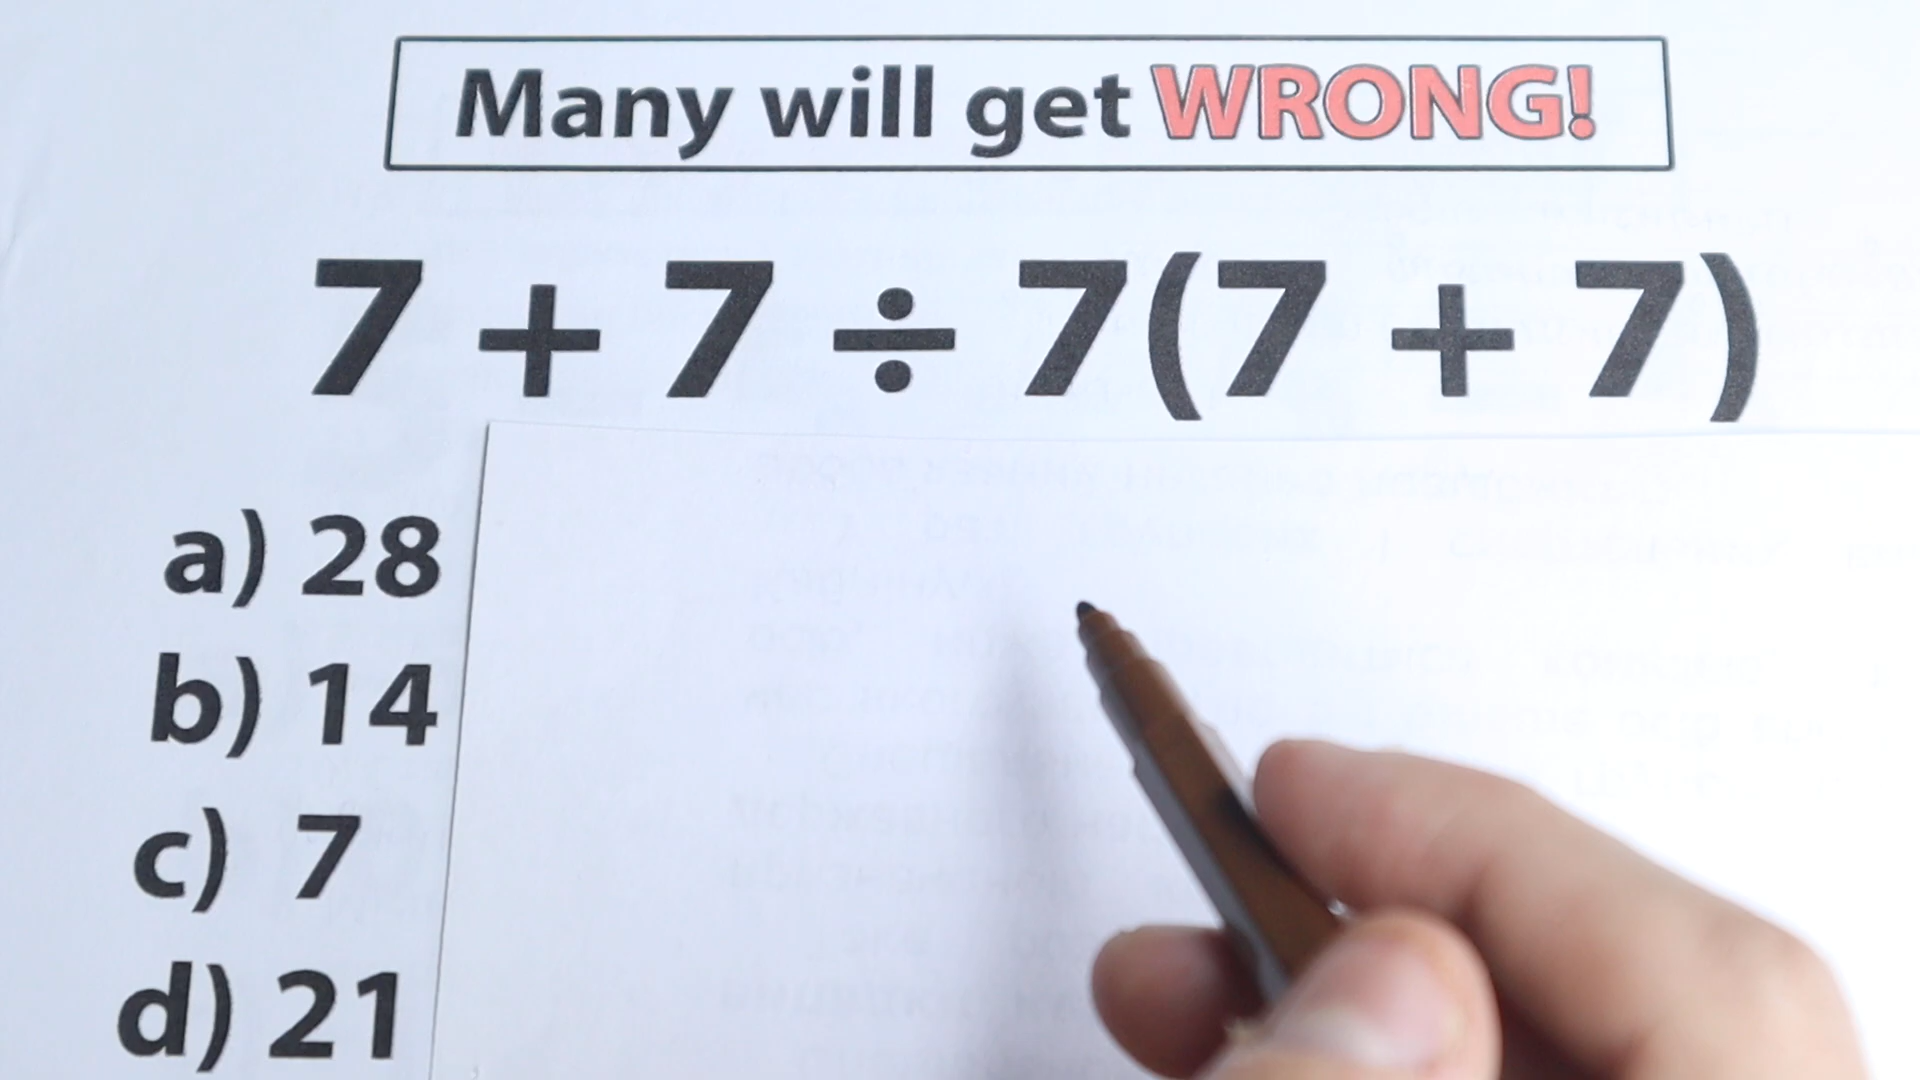 Many will get WRONG!
7 + 7 ÷ 7(7 + 7)
a) 28
b) 14
c) 7
d) 21